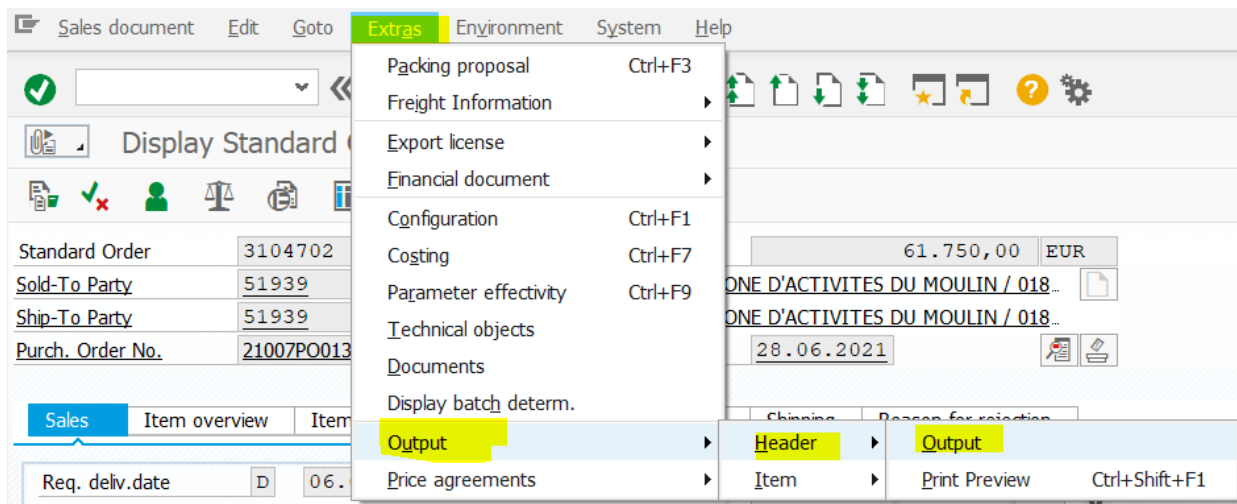 Sales document Edit Goto Extras Environment System Help
Packing proposal Ctrl+F3
Freight Information
Display Standard
Export license
Financial document
Configuration Ctrl+F1
Standard Order 3104702 Costing Ctrl+F7 61.750,00 EUR
Sold-To Party 51939 Parameter effectivity Ctrl+F9 ONE D'ACTIVITES DU MOULIN / 018...
Ship-To Party 51939 Technical objects ONE D'ACTIVITES DU MOULIN / 018...
Purch. Order No. 21007PO013 Documents 28.06.2021
Display batch determ.
Sales Item overview Item Shipping Reason for rejection
Output Header Output
Req. deliv.date D 06. Price agreements Item Print Preview Ctrl+Shift+F1